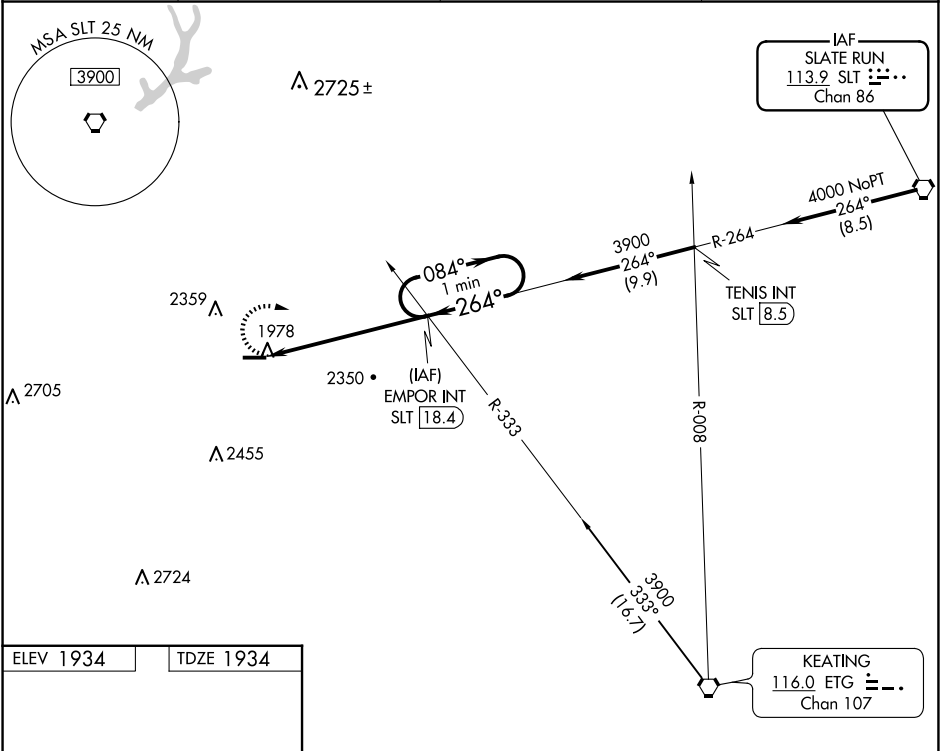 MSA SLT 25 NM
3900
2725±
IAF
SLATE RUN
113.9 SLT
Chan 86
4000 NoPT
264°
(8.5)
R-264
3900
264°
(9.9)
TENIS INT
SLT 8.5
084°
1 min
264°
2359
1978
2350
(IAF)
EMPOR INT
SLT 18.4
2705
2455
R-333
R-008
2724
3900
333°
(16.7)
KEATING
116.0 ETG
Chan 107
ELEV 1934
TDZE 1934